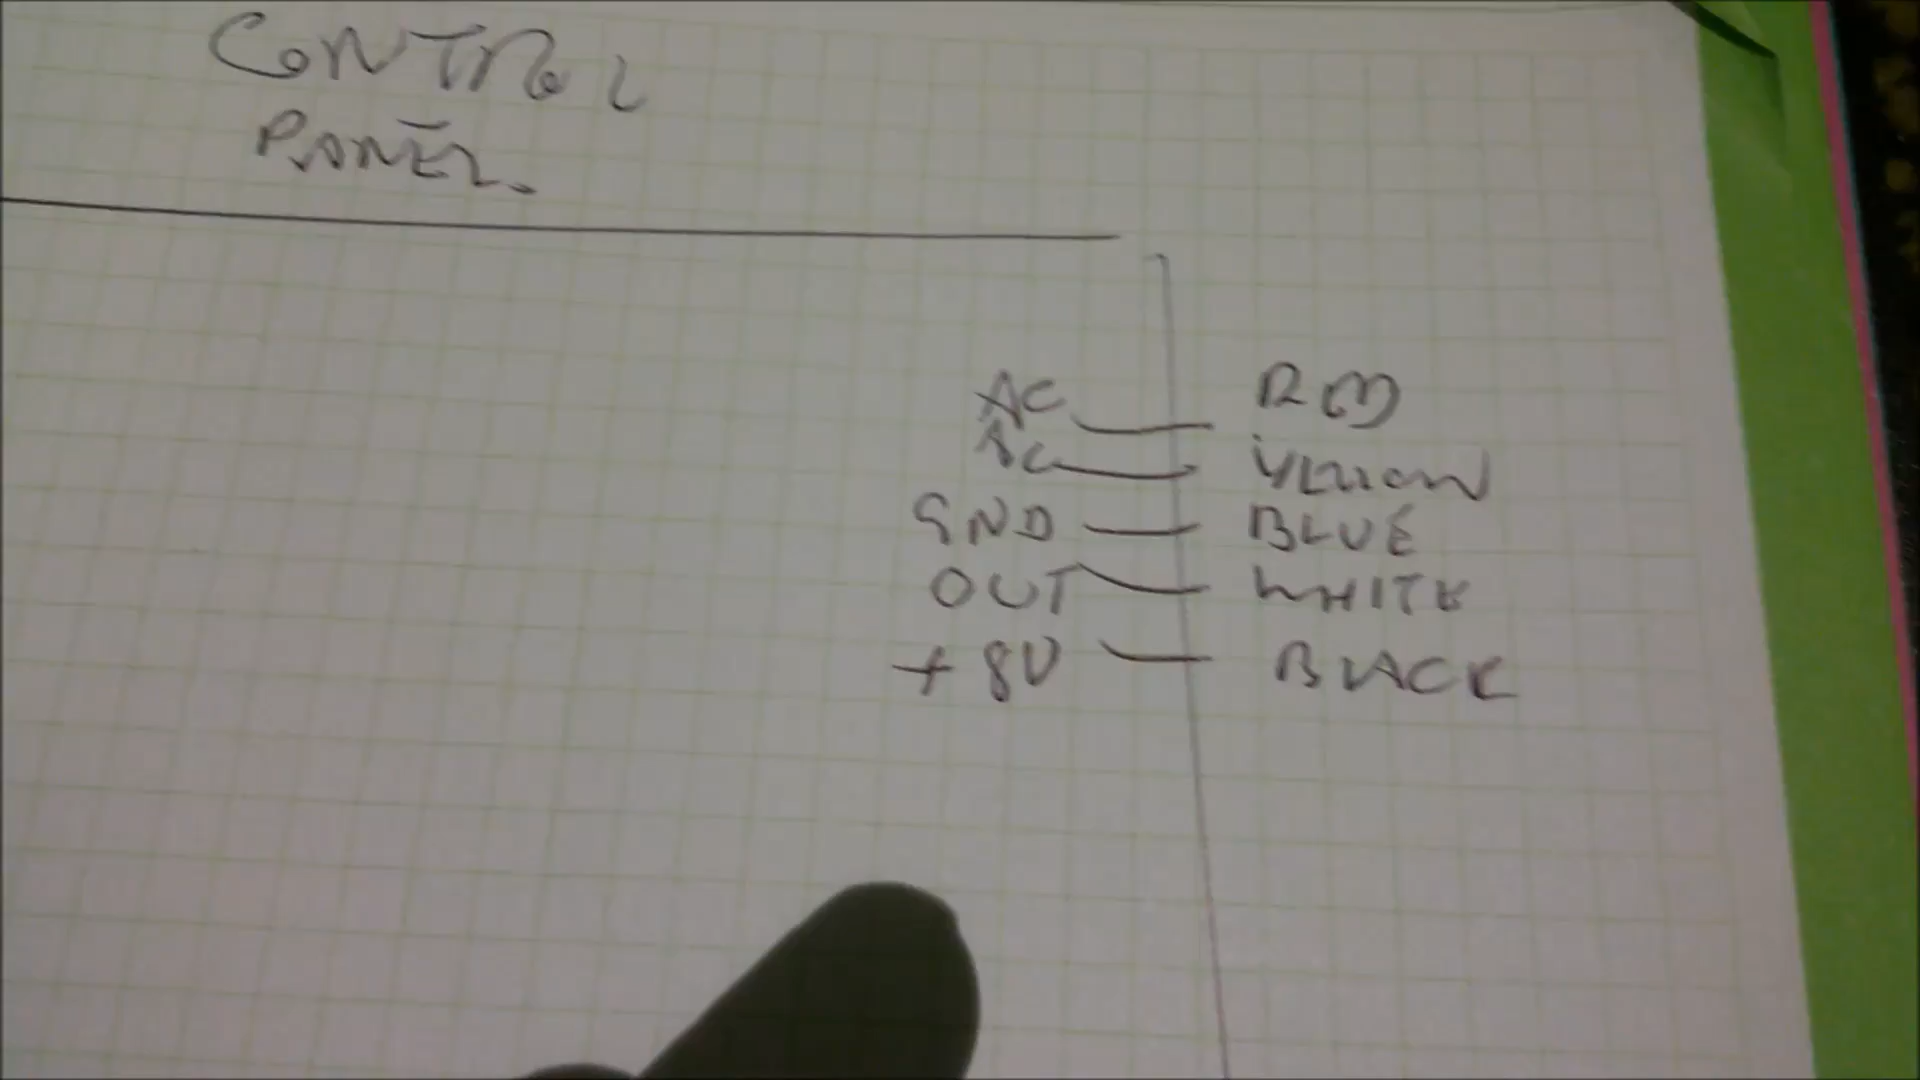 CONTROL
PANEL.
AC RED
AC YELLOW
GND BLUE
OUT WHITE
+8V BLACK